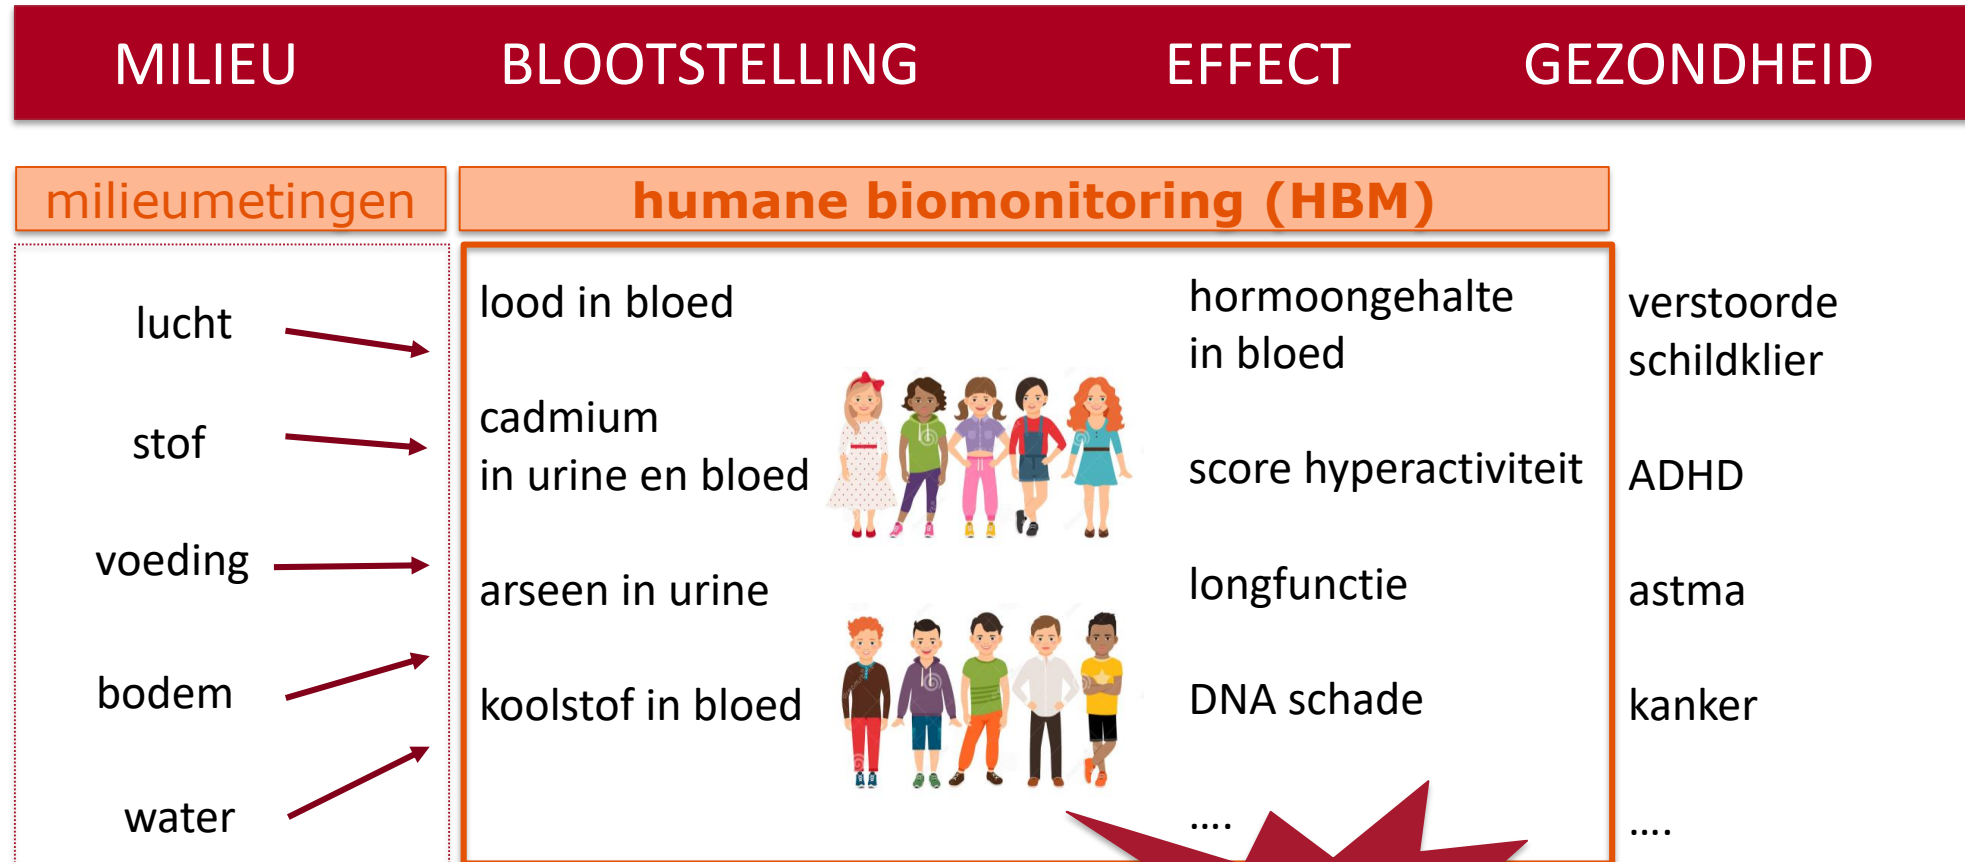 MILIEU BLOOTSTELLING EFFECT GEZONDHEID
milieumetingen
humane biomonitoring (HBM)
lucht
stof
voeding
bodem
water
lood in bloed
cadmium
in urine en bloed
arseen in urine
koolstof in bloed
hormoongehalte
in bloed
score hyperactiviteit
longfunctie
DNA schade
....
verstoorde
schildklier
ADHD
astma
kanker
....